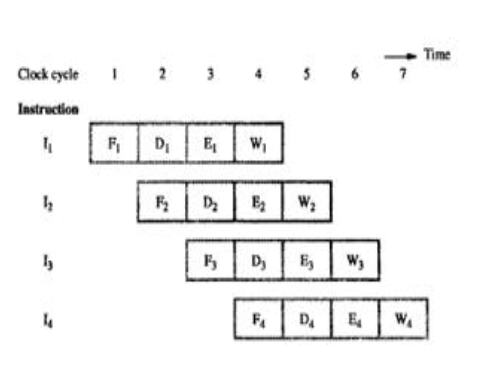 Time
Clock cycle 1 2 3 4 5 6 7
Instruction
I₁ F₁ D₁ E₁ W₁
I₂ F₂ D₂ E₂ W₂
I₃ F₃ D₃ E₃ W₃
I₄ F₄ D₄ E₄ W₄